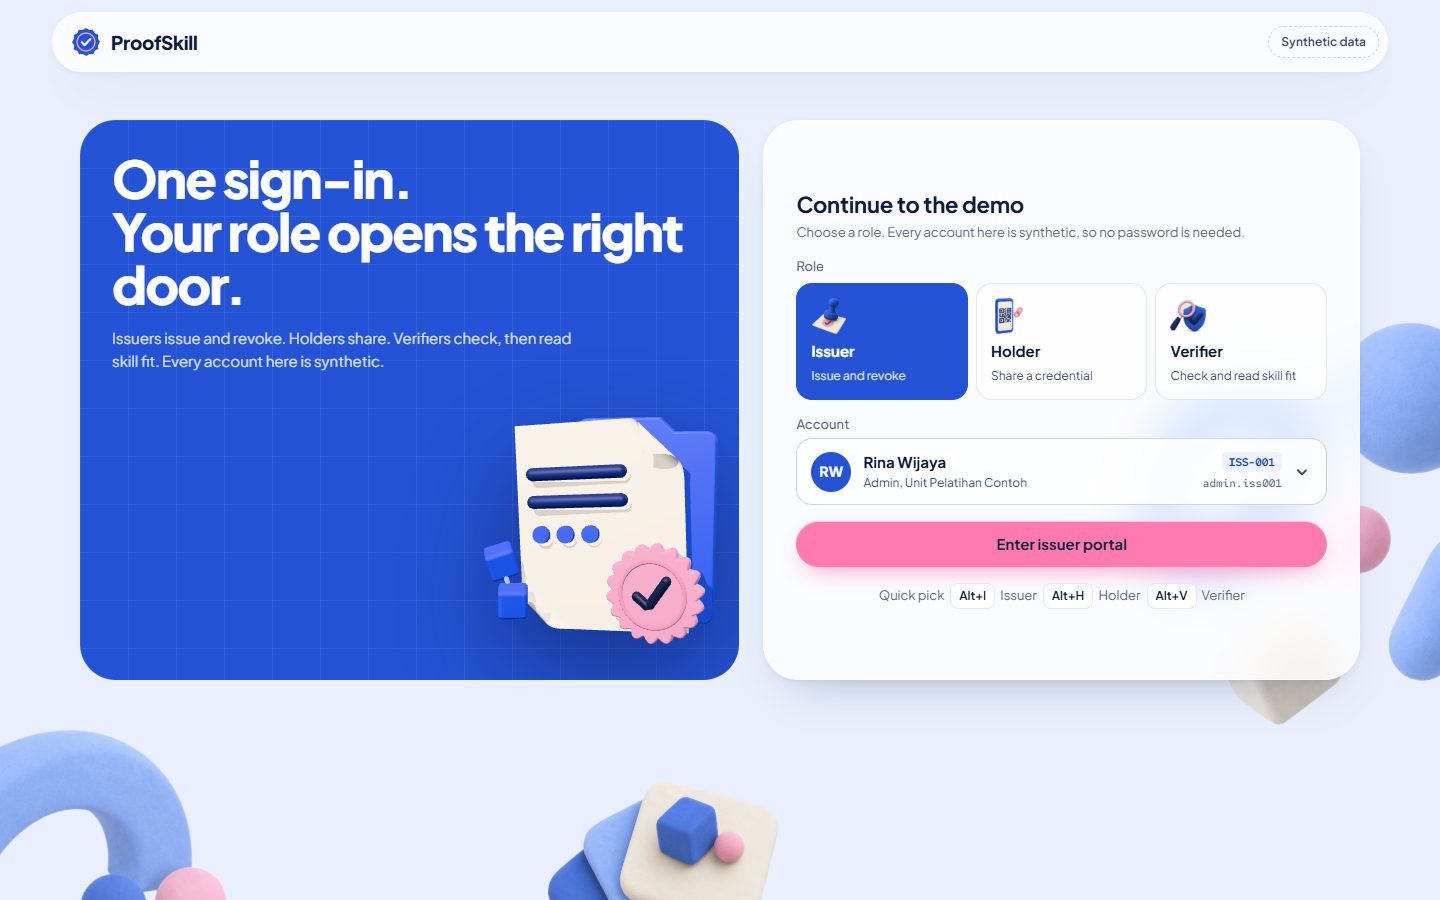 ProofSkill
Synthetic data
One sign-in.
Your role opens the right
door.
Issuers issue and revoke. Holders share. Verifiers check, then read
skill fit. Every account here is synthetic.
Continue to the demo
Choose a role. Every account here is synthetic, so no password is needed.
Role
Issuer
Issue and revoke
Holder
Share a credential
Verifier
Check and read skill fit
Account
RW
Rina Wijaya
Admin, Unit Pelatihan Contoh
ISS-001
admin.iss001
Enter issuer portal
Quick pick Alt+I Issuer Alt+H Holder Alt+V Verifier